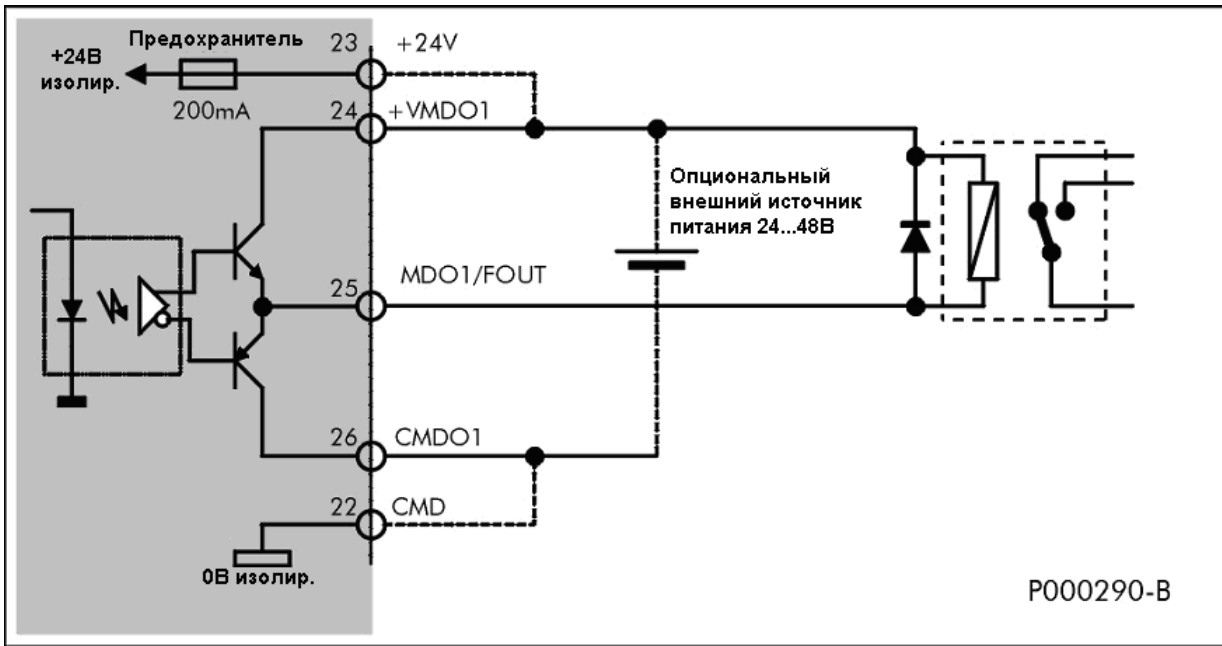 Предохранитель
23
+24V
+24В
изолир.
200mA
24
+VMDO1
Опциональный
внешний источник
питания 24...48В
25
MDO1/FOUT
26
CMDO1
22
CMD
0В изолир.
P000290-B